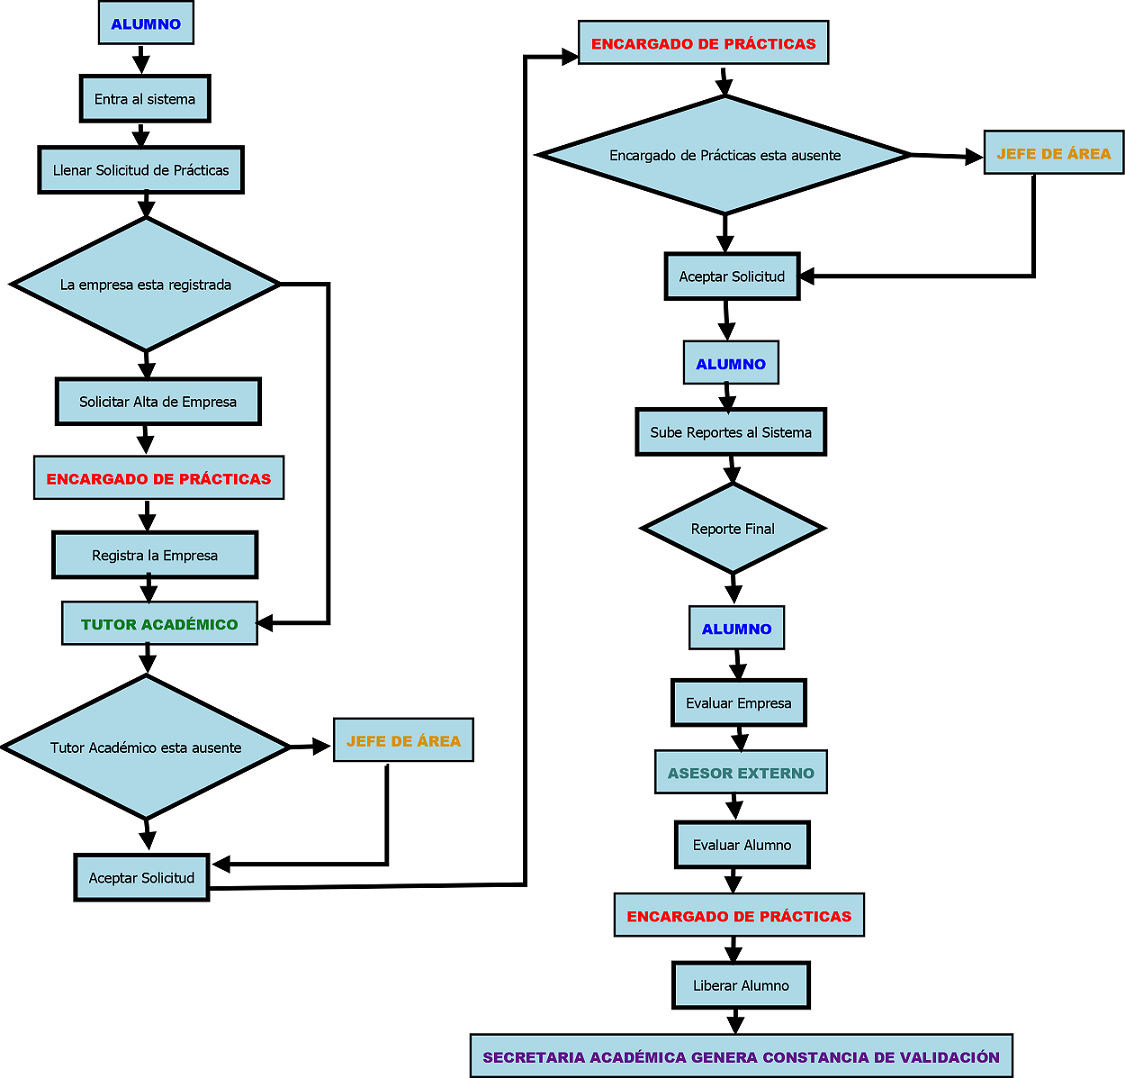 ALUMNO
Entra al sistema
Llenar Solicitud de Prácticas
La empresa esta registrada
Solicitar Alta de Empresa
ENCARGADO DE PRÁCTICAS
Registra la Empresa
TUTOR ACADÉMICO
Tutor Académico esta ausente
JEFE DE ÁREA
Aceptar Solicitud
ENCARGADO DE PRÁCTICAS
Encargado de Prácticas esta ausente
JEFE DE ÁREA
Aceptar Solicitud
ALUMNO
Sube Reportes al Sistema
Reporte Final
ALUMNO
Evaluar Empresa
ASESOR EXTERNO
Evaluar Alumno
ENCARGADO DE PRÁCTICAS
Liberar Alumno
SECRETARIA ACADÉMICA GENERA CONSTANCIA DE VALIDACIÓN